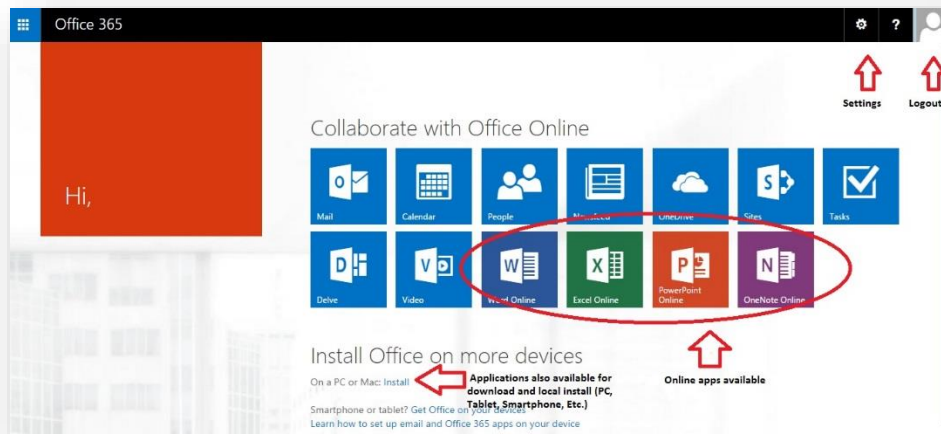 Office 365
?
Settings
Logout
Collaborate with Office Online
Hi,
Mail
Calendar
People
Newsfeed
OneDrive
Sites
Tasks
Delve
Video
Word Online
Excel Online
PowerPoint
Online
OneNote Online
Install Office on more devices
On a PC or Mac: Install
Applications also available for
download and local install (PC,
Tablet, Smartphone, Etc.)
Online apps available
Smartphone or tablet? Get Office on your devices
Learn how to set up email and Office 365 apps on your device